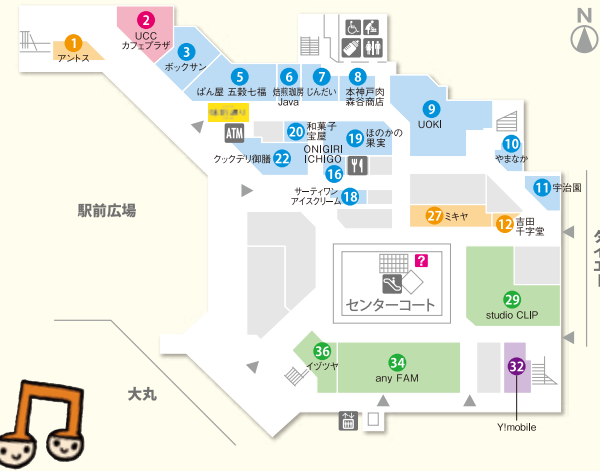 N
1
アントス
2
UCC
カフェプラザ
3
ボックサン
5
ぱん屋 五穀七福
6
焙煎珈房
Java
7
じんだい
8
本神戸肉
森谷商店
9
UOKI
10
やまなか
11 宇治園
ATM
20 和菓子
宝屋
19 ほのかの
果実
クックデリ御膳 22
ONIGIRI
ICHIGO
16
サーティワン
アイスクリーム 18
27 ミキヤ
12 吉田
千字堂
駅前広場
?
センターコート
29
studio CLIP
36
イヅツヤ
34
any FAM
32
Y!mobile
大丸